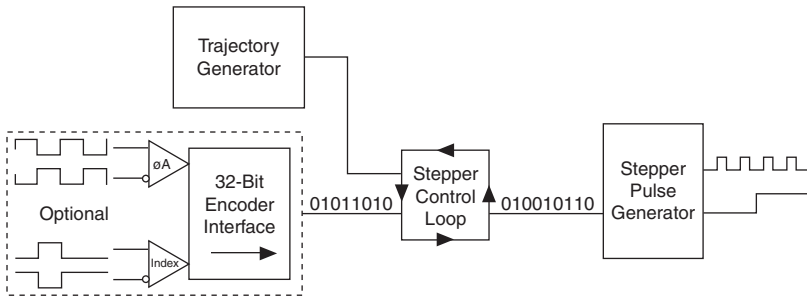 Trajectory
Generator
øA
32-Bit
Encoder
Interface
Optional
Index
01011010
Stepper
Control
Loop
010010110
Stepper
Pulse
Generator